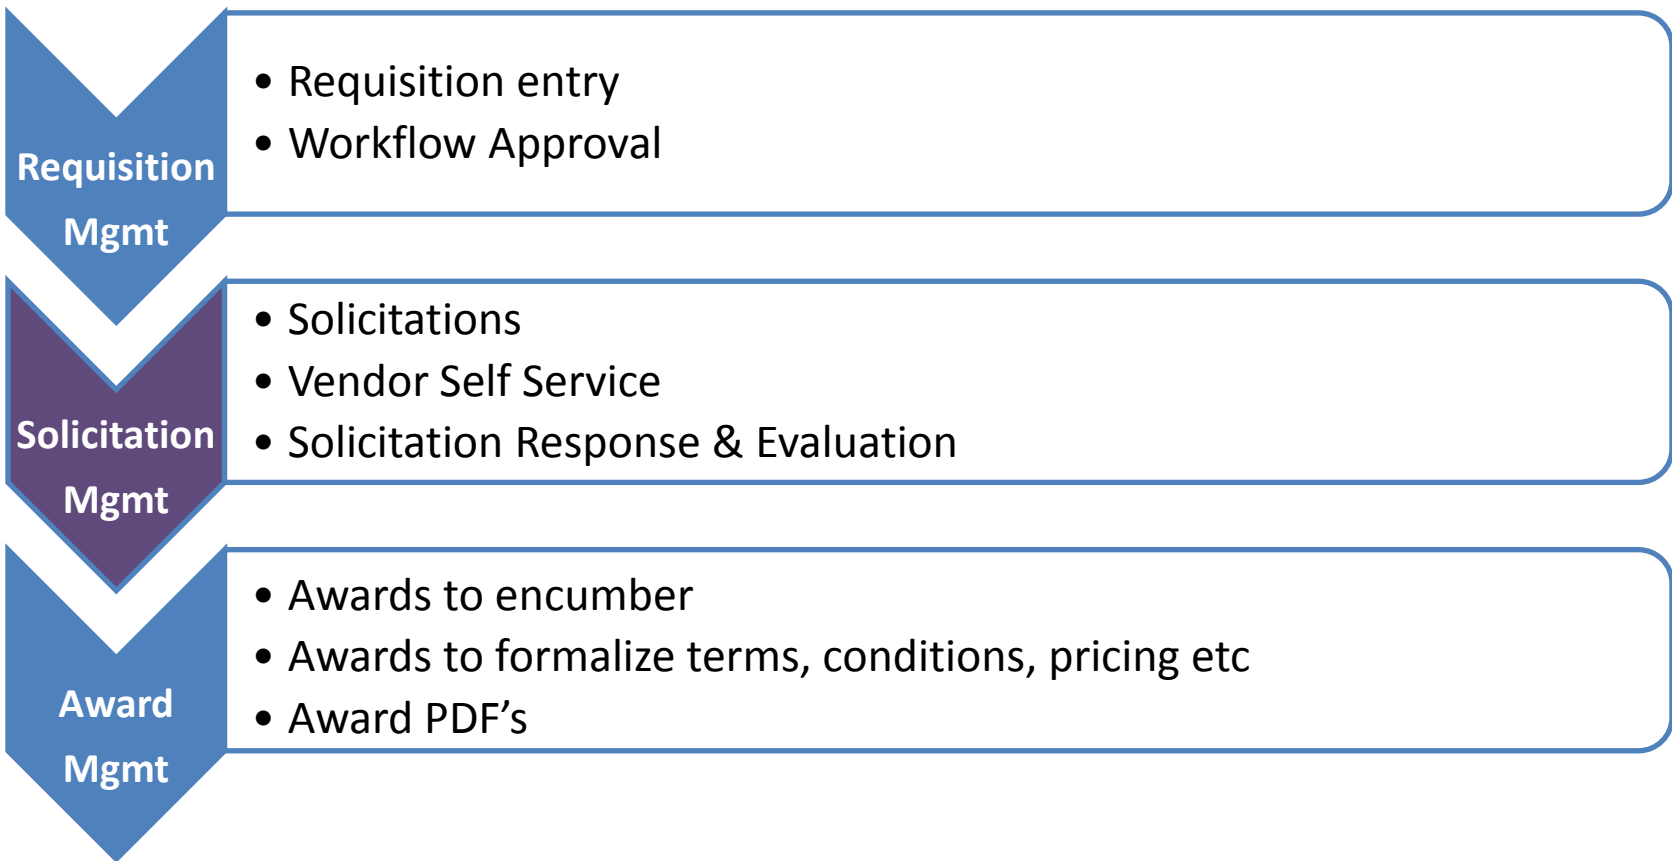 Requisition
Mgmt
• Requisition entry
• Workflow Approval
Solicitation
Mgmt
• Solicitations
• Vendor Self Service
• Solicitation Response & Evaluation
Award
Mgmt
• Awards to encumber
• Awards to formalize terms, conditions, pricing etc
• Award PDF’s